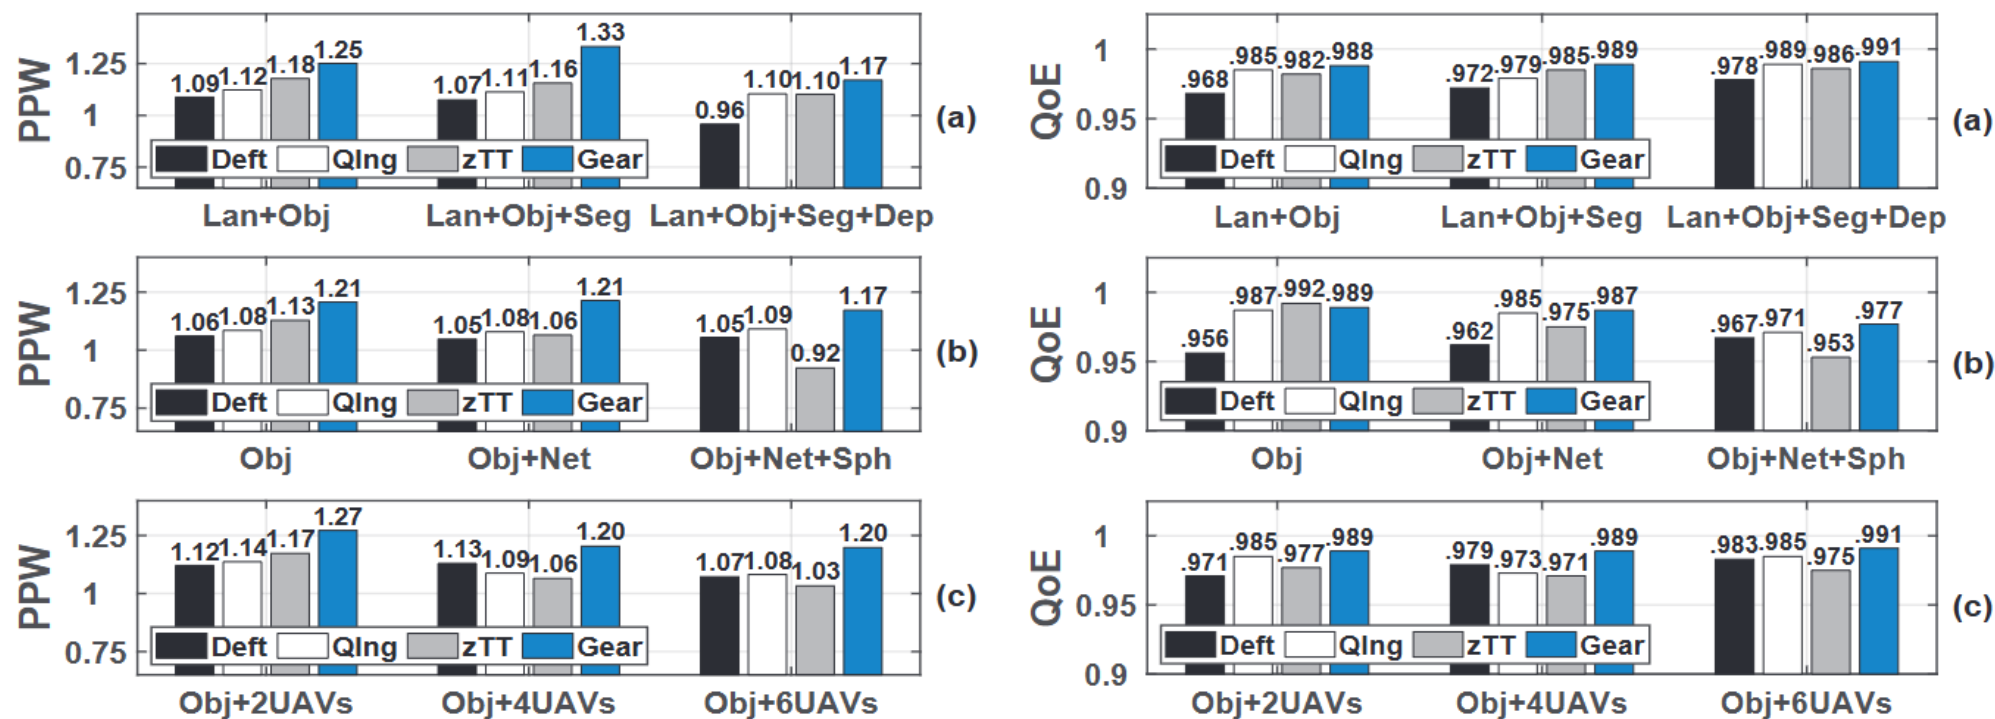 PPW
1.25
1
0.75
1.09 1.12 1.18 1.25
1.07 1.11 1.16 1.33
0.96 1.10 1.10 1.17
Deft Qlng zTT Gear
Lan+Obj Lan+Obj+Seg Lan+Obj+Seg+Dep
(a)
QoE
1
0.95
0.9
.968 .985 .982 .988
.972 .979 .985 .989
.978 .989 .986 .991
Deft Qlng zTT Gear
Lan+Obj Lan+Obj+Seg Lan+Obj+Seg+Dep
(a)
PPW
1.25
1
0.75
1.06 1.08 1.13 1.21
1.05 1.08 1.06 1.21
1.05 1.09 0.92 1.17
Deft Qlng zTT Gear
Obj Obj+Net Obj+Net+Sph
(b)
QoE
1
0.95
0.9
.956 .987 .992 .989
.962 .985 .975 .987
.967 .971 .953 .977
Deft Qlng zTT Gear
Obj Obj+Net Obj+Net+Sph
(b)
PPW
1.25
1
0.75
1.12 1.14 1.17 1.27
1.13 1.09 1.06 1.20
1.07 1.08 1.03 1.20
Deft Qlng zTT Gear
Obj+2UAVs Obj+4UAVs Obj+6UAVs
(c)
QoE
1
0.95
0.9
.971 .985 .977 .989
.979 .973 .971 .989
.983 .985 .975 .991
Deft Qlng zTT Gear
Obj+2UAVs Obj+4UAVs Obj+6UAVs
(c)